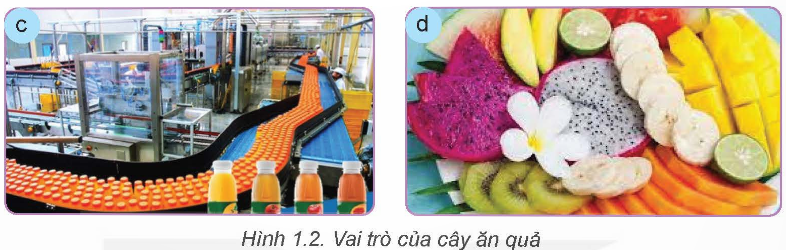 c
d
Hình 1.2. Vai trò của cây ăn quả